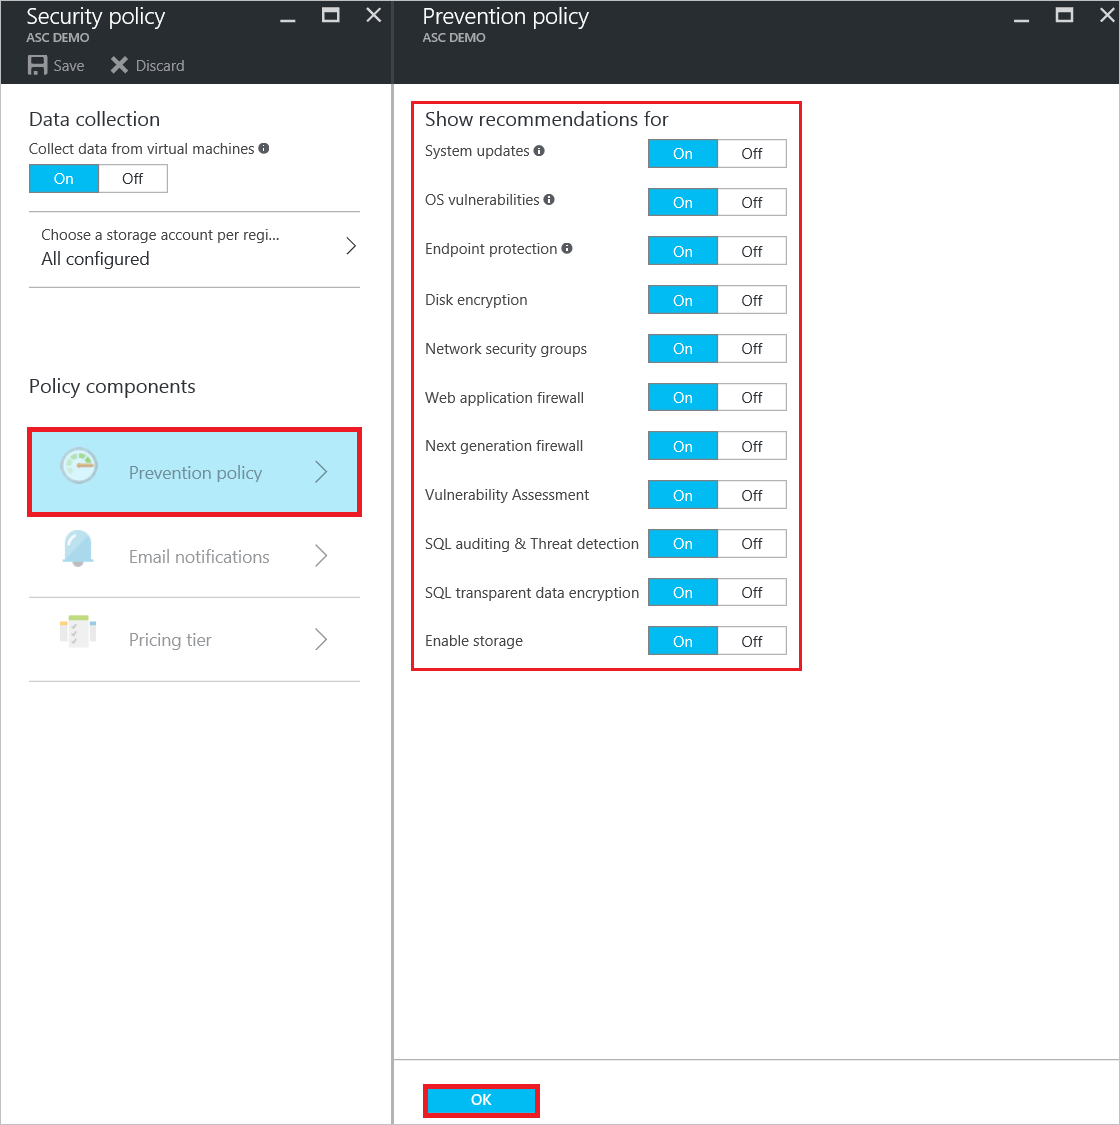 Security policy
ASC DEMO
Save Discard
Data collection
Collect data from virtual machines
On Off
Choose a storage account per regi...
All configured
Policy components
Prevention policy
Email notifications
Pricing tier
Prevention policy
ASC DEMO
Show recommendations for
System updates On Off
OS vulnerabilities On Off
Endpoint protection On Off
Disk encryption On Off
Network security groups On Off
Web application firewall On Off
Next generation firewall On Off
Vulnerability Assessment On Off
SQL auditing & Threat detection On Off
SQL transparent data encryption On Off
Enable storage On Off
OK